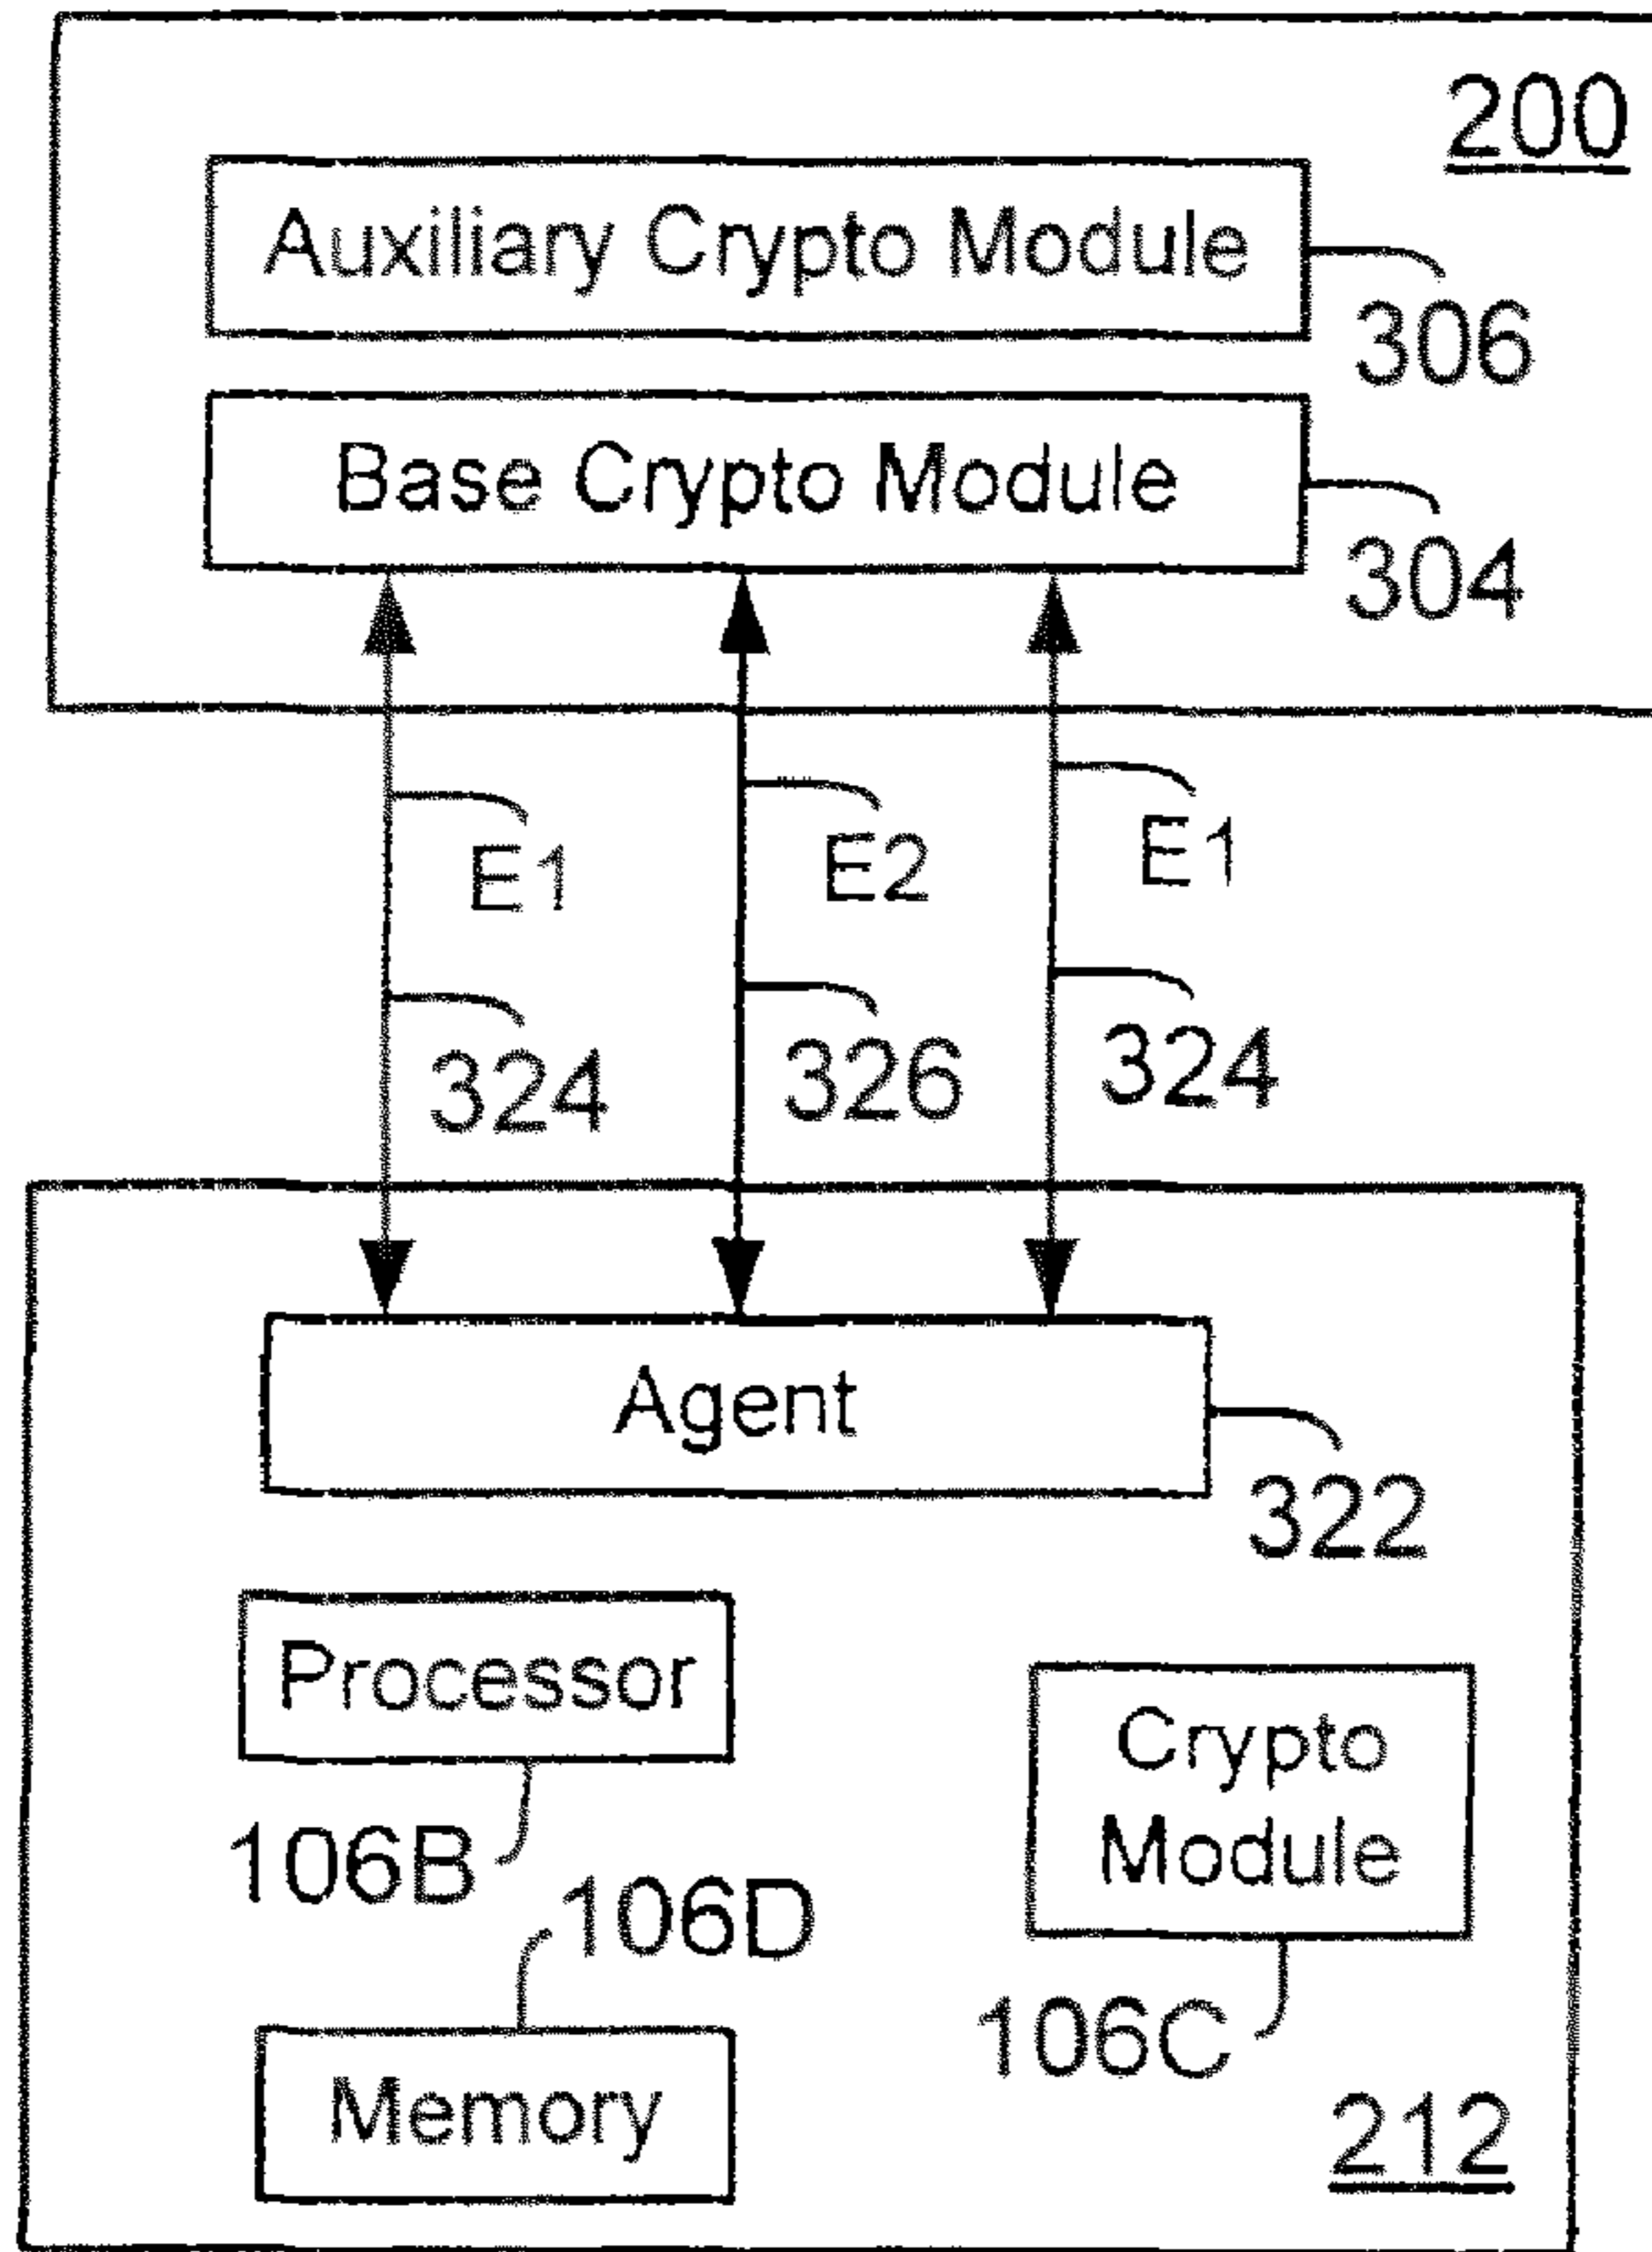 200
Auxiliary Crypto Module
306
Base Crypto Module
304
E1
E2
E1
324
326
324
Agent
322
Processor
106B
Crypto
Module
106D
106C
Memory
212